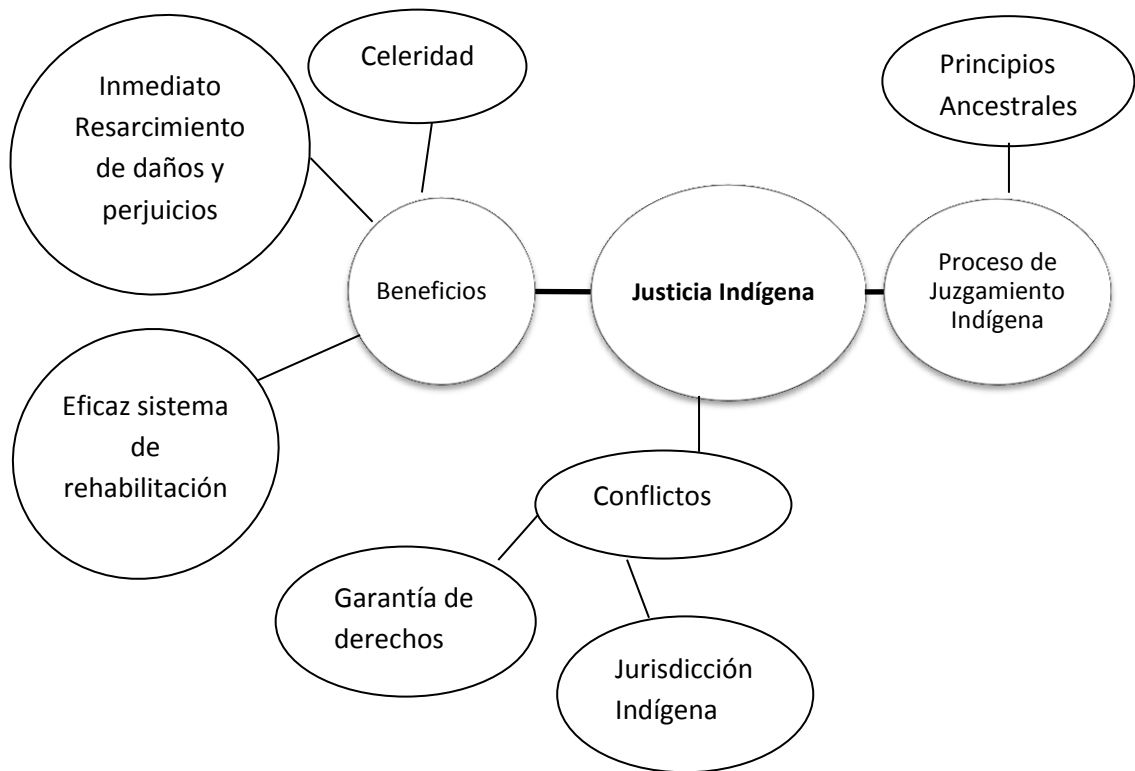 Celeridad
Principios
Ancestrales
Inmediato
Resarcimiento
de daños y
perjuicios
Beneficios
Justicia Indígena
Proceso de
Juzgamiento
Indígena
Eficaz sistema
de
rehabilitación
Conflictos
Garantía de
derechos
Jurisdicción
Indígena